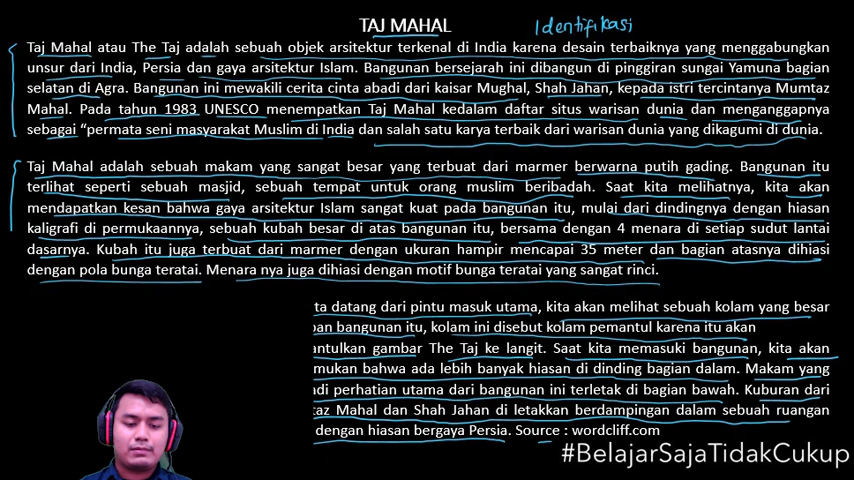 TAJ MAHAL
Identifikasi
Taj Mahal atau The Taj adalah sebuah objek arsitektur terkenal di India karena desain terbaiknya yang menggabungkan
unsur dari India, Persia dan gaya arsitektur Islam. Bangunan bersejarah ini dibangun di pinggiran sungai Yamuna bagian
selatan di Agra. Bangunan ini mewakili cerita cinta abadi dari kaisar Mughal, Shah Jahan, kepada istri tercintanya Mumtaz
Mahal. Pada tahun 1983 UNESCO menempatkan Taj Mahal kedalam daftar situs warisan dunia dan menganggapnya
sebagai “permata seni masyarakat Muslim di India dan salah satu karya terbaik dari warisan dunia yang dikagumi di dunia.
Taj Mahal adalah sebuah makam yang sangat besar yang terbuat dari marmer berwarna putih gading. Bangunan itu
terlihat seperti sebuah masjid, sebuah tempat untuk orang muslim beribadah. Saat kita melihatnya, kita akan
mendapatkan kesan bahwa gaya arsitektur Islam sangat kuat pada bangunan itu, mulai dari dindingnya dengan hiasan
kaligrafi di permukaannya, sebuah kubah besar di atas bangunan itu, bersama dengan 4 menara di setiap sudut lantai
dasarnya. Kubah itu juga terbuat dari marmer dengan ukuran hampir mencapai 35 meter dan bagian atasnya dihiasi
dengan pola bunga teratai. Menara nya juga dihiasi dengan motif bunga teratai yang sangat rinci.
ta datang dari pintu masuk utama, kita akan melihat sebuah kolam yang besar
pan bangunan itu, kolam ini disebut kolam pemantul karena itu akan
antulkan gambar The Taj ke langit. Saat kita memasuki bangunan, kita akan
mukan bahwa ada lebih banyak hiasan di dinding bagian dalam. Makam yang
adi perhatian utama dari bangunan ini terletak di bagian bawah. Kuburan dari
taz Mahal dan Shah Jahan di letakkan berdampingan dalam sebuah ruangan
dengan hiasan bergaya Persia. Source : wordcliff.com
#BelajarSajaTidakCukup